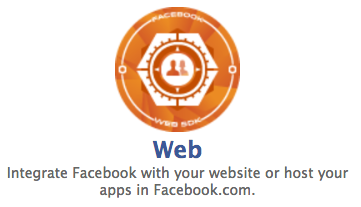 FACEBOOK
WEB SDK
Web
Integrate Facebook with your website or host your
apps in Facebook.com.